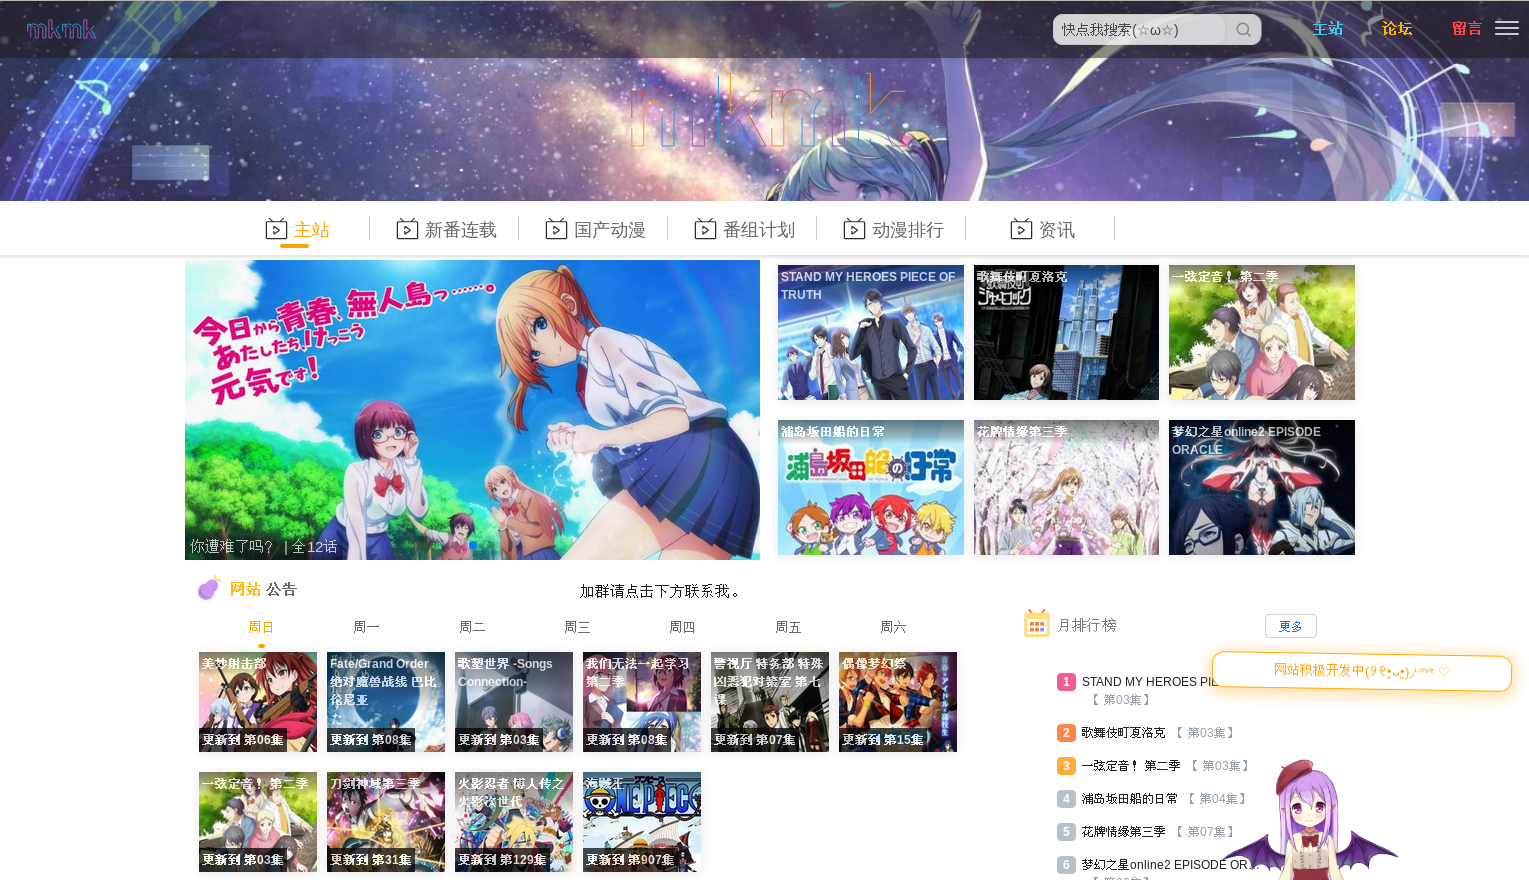 mkmk
快点我搜索(☆ω☆)
主站
论坛
留言
mkmk
主站
新番连载
国产动漫
番组计划
动漫排行
资讯
今日から青春、無人島っ……。
あたしたち、けっこう
元気です!
你遭难了吗？ | 全12话
STAND MY HEROES PIECE OF
TRUTH
歌舞伎町夏洛克
一弦定音！ 第二季
浦岛坂田船的日常
浦島坂田船の日常
花牌情缘第三季
梦幻之星online2 EPISODE
ORACLE
网站 公告
加群请点击下方联系我。
周日
周一
周二
周三
周四
周五
周六
美妙射击部
更新到 第06集
Fate/Grand Order
绝对魔兽战线 巴比
伦尼亚
更新到 第08集
歌塑世界 -Songs
Connection-
更新到 第03集
我们无法一起学习
第二季
更新到 第08集
警视厅 特务部 特殊
凶恶犯对策室 第七
课
更新到 第07集
偶像梦幻祭
更新到 第15集
一弦定音！ 第二季
更新到 第03集
刀剑神域第三季
更新到 第31集
火影忍者 博人传之
火影次世代
更新到 第129集
海贼王
ONE PIECE
更新到 第907集
月排行榜
更多
网站积极开发中
1 STAND MY HEROES PIE
【 第03集】
2 歌舞伎町夏洛克 【 第03集】
3 一弦定音！ 第二季 【 第03集】
4 浦岛坂田船的日常 【 第04集】
5 花牌情缘第三季 【 第07集】
6 梦幻之星online2 EPISODE OR...